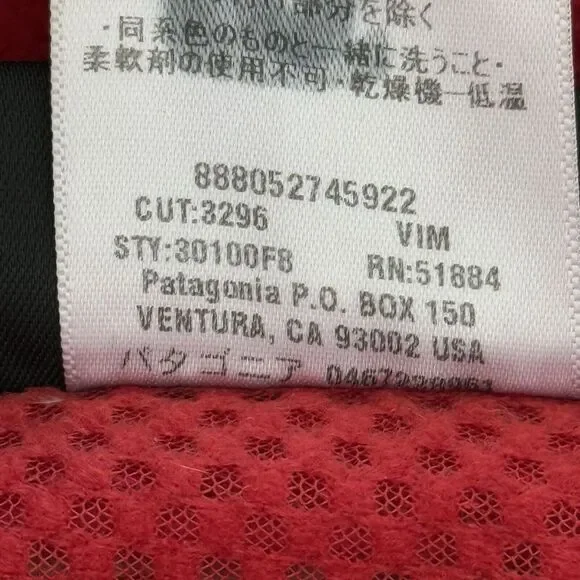 部分を除く
・同系色のものと一緒に洗うこと・
柔軟剤の使用不可・乾燥機ー低温
888052745922
CUT:3296 VIM
STY:30100F8 RN:51884
Patagonia P.O. BOX 150
VENTURA, CA 93002 USA
パタゴニア